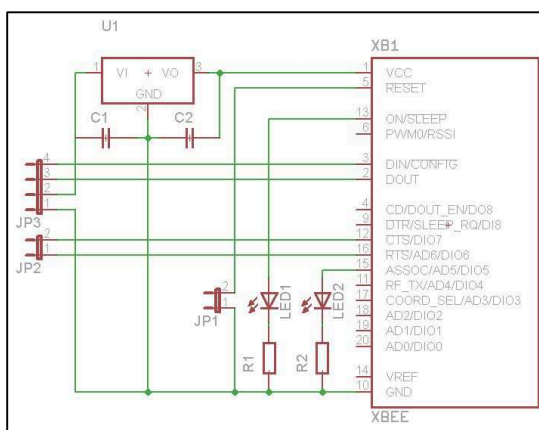 U1
XB1
1 VI + VO 3
GND
2
C1
C2
1 VCC
5 RESET
13 ON/SLEEP
6 PWM0/RSSI
3 DIN/CONFIG
2 DOUT
4 CD/DOUT_EN/DO8
9 DTR/SLEEP_RQ/DI8
12 CTS/DIO7
16 RTS/AD6/DIO6
15 ASSOC/AD5/DIO5
11 RF_TX/AD4/DIO4
17 COORD_SEL/AD3/DIO3
18 AD2/DIO2
19 AD1/DIO1
20 AD0/DIO0
14 VREF
10 GND
XBEE
4
3
2
1
JP3
2
1
JP2
2
1
JP1
LED1
LED2
R1
R2